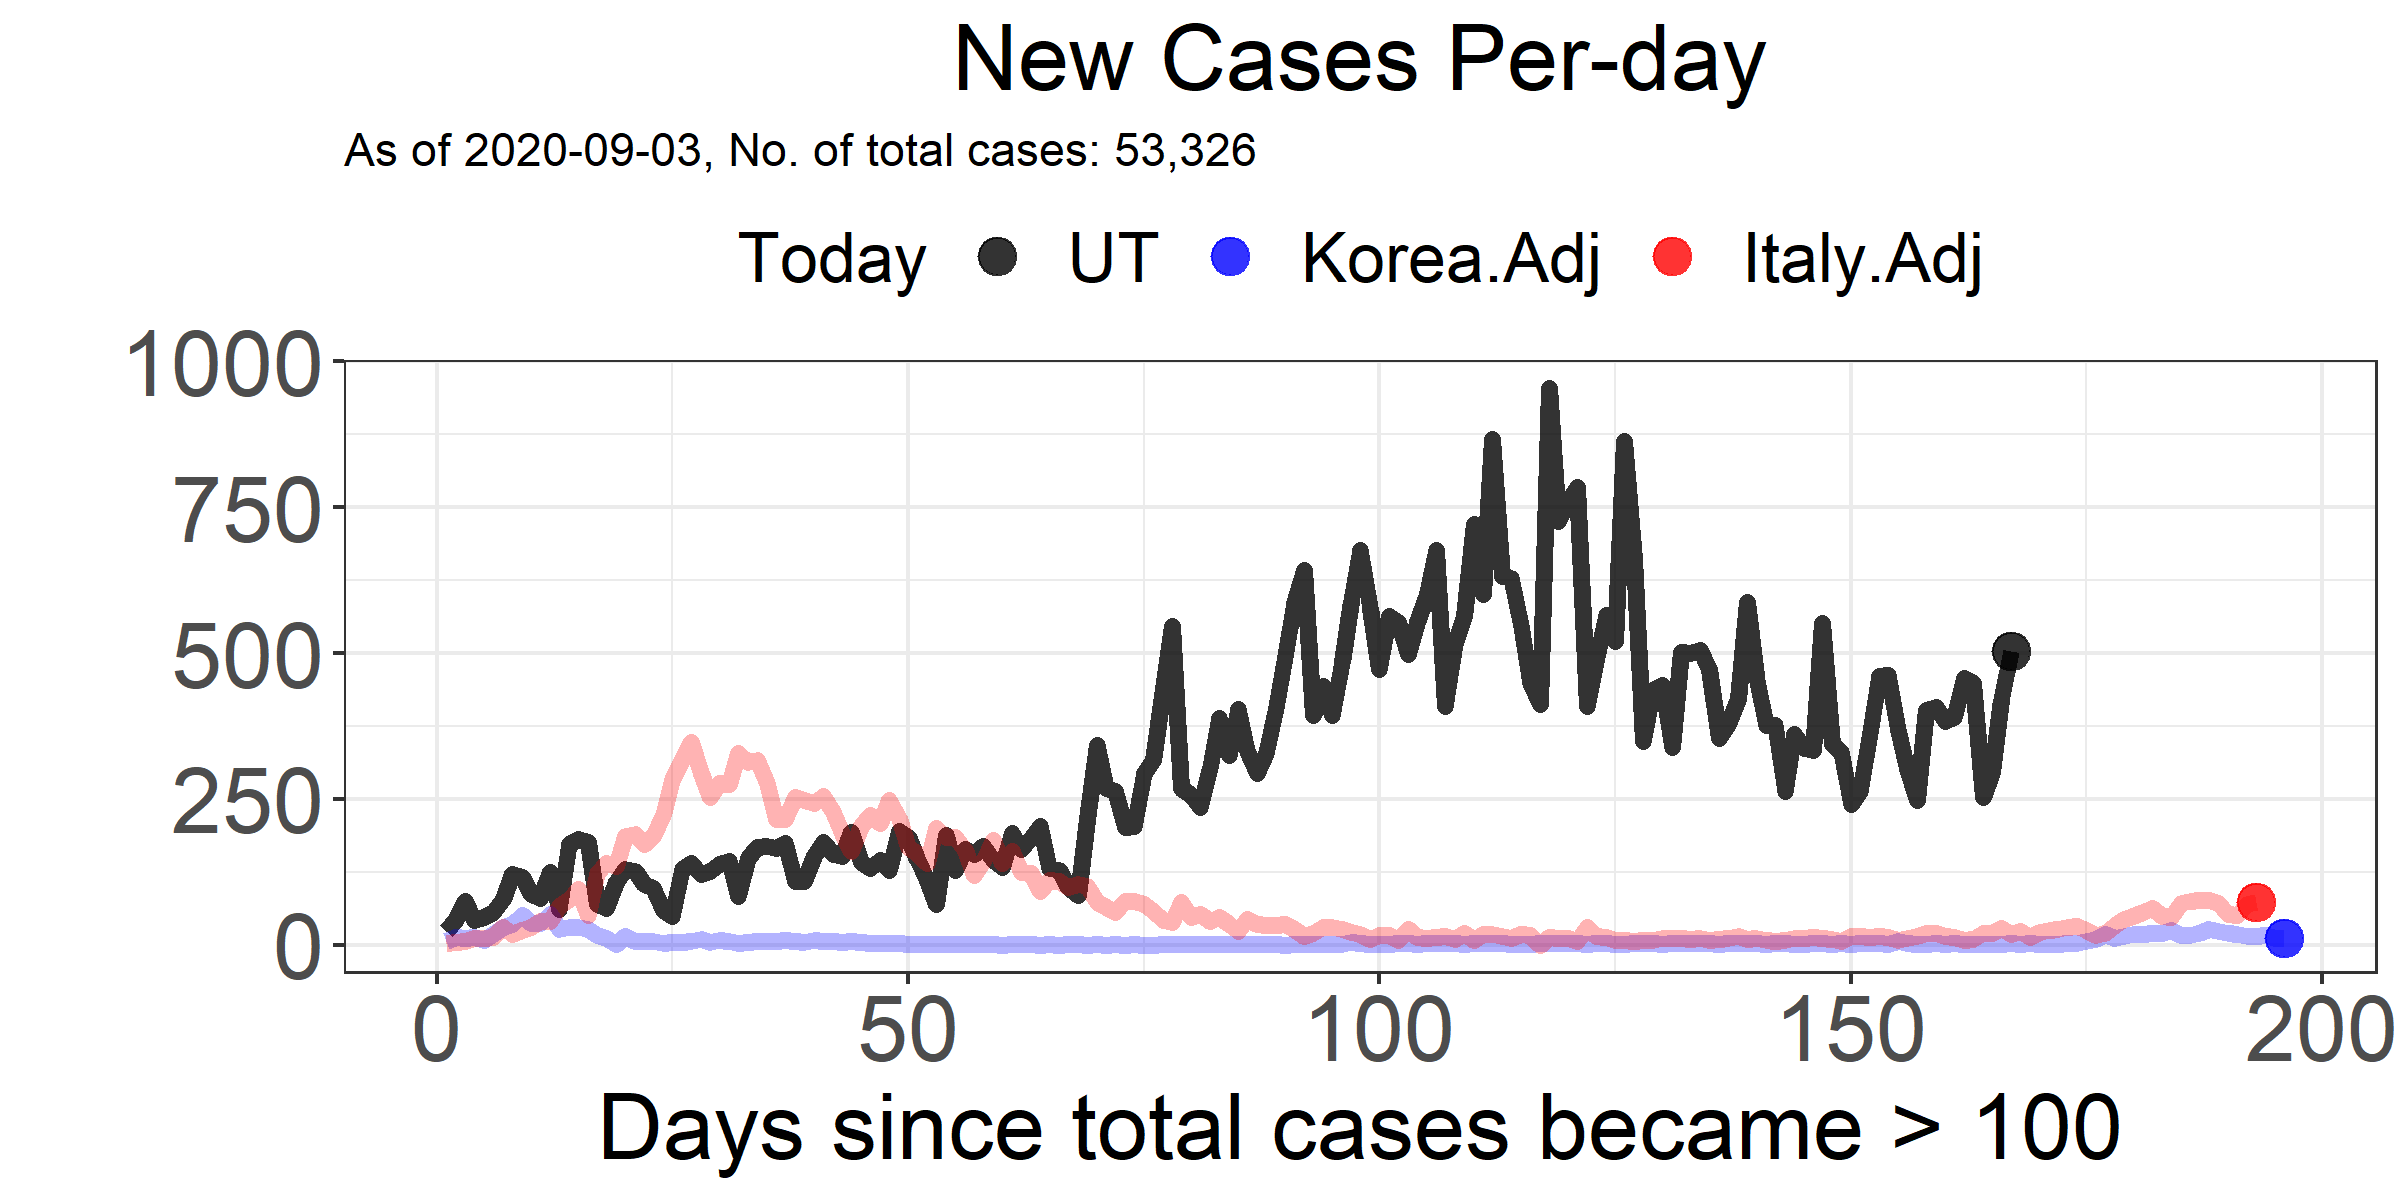 New Cases Per-day
As of 2020-09-03, No. of total cases: 53,326
Today UT Korea.Adj Italy.Adj
1000
750
500
250
0
0 50 100 150 200
Days since total cases became > 100